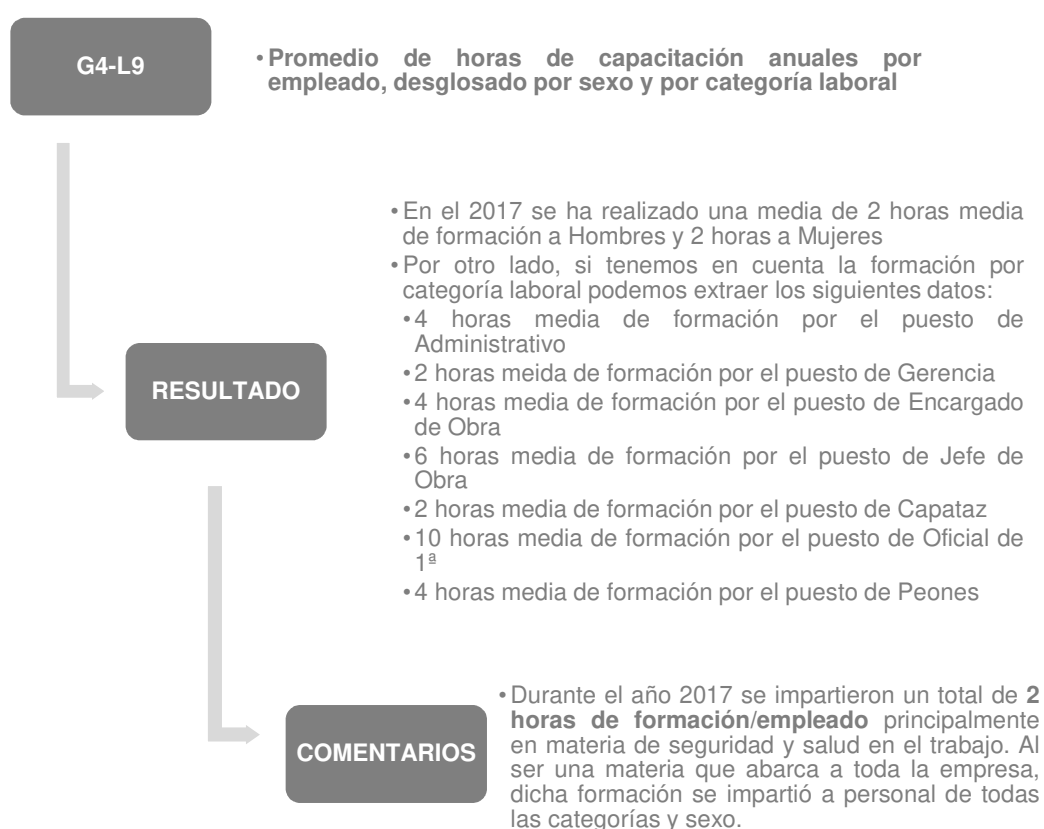 G4-L9
• Promedio de horas de capacitación anuales por
empleado, desglosado por sexo y por categoría laboral
• En el 2017 se ha realizado una media de 2 horas media
de formación a Hombres y 2 horas a Mujeres
• Por otro lado, si tenemos en cuenta la formación por
categoría laboral podemos extraer los siguientes datos:
• 4 horas media de formación por el puesto de
Administrativo
• 2 horas meida de formación por el puesto de Gerencia
• 4 horas media de formación por el puesto de Encargado
de Obra
• 6 horas media de formación por el puesto de Jefe de
Obra
• 2 horas media de formación por el puesto de Capataz
• 10 horas media de formación por el puesto de Oficial de
1ª
• 4 horas media de formación por el puesto de Peones
RESULTADO
• Durante el año 2017 se impartieron un total de 2
horas de formación/empleado principalmente
en materia de seguridad y salud en el trabajo. Al
ser una materia que abarca a toda la empresa,
dicha formación se impartió a personal de todas
las categorías y sexo.
COMENTARIOS